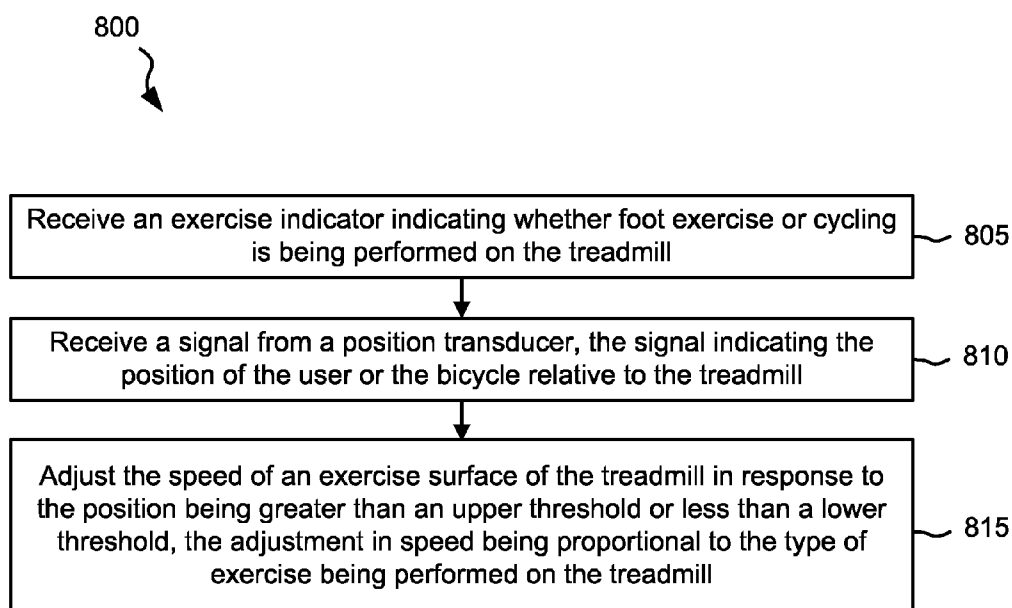 800
Receive an exercise indicator indicating whether foot exercise or cycling
is being performed on the treadmill
805
Receive a signal from a position transducer, the signal indicating the
position of the user or the bicycle relative to the treadmill
810
Adjust the speed of an exercise surface of the treadmill in response to
the position being greater than an upper threshold or less than a lower
threshold, the adjustment in speed being proportional to the type of
exercise being performed on the treadmill
815